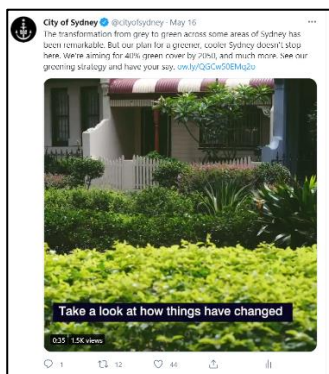 City of Sydney @cityofsydney · May 16
The transformation from grey to green across some areas of Sydney has
been remarkable. But our plan for a greener, cooler Sydney doesn't stop
here. We're aiming for 40% green cover by 2050, and much more. See our
greening strategy and have your say. ow.ly/QGCw50EMq2o
Take a look at how things have changed
0:35 1.5K views
1 12 44